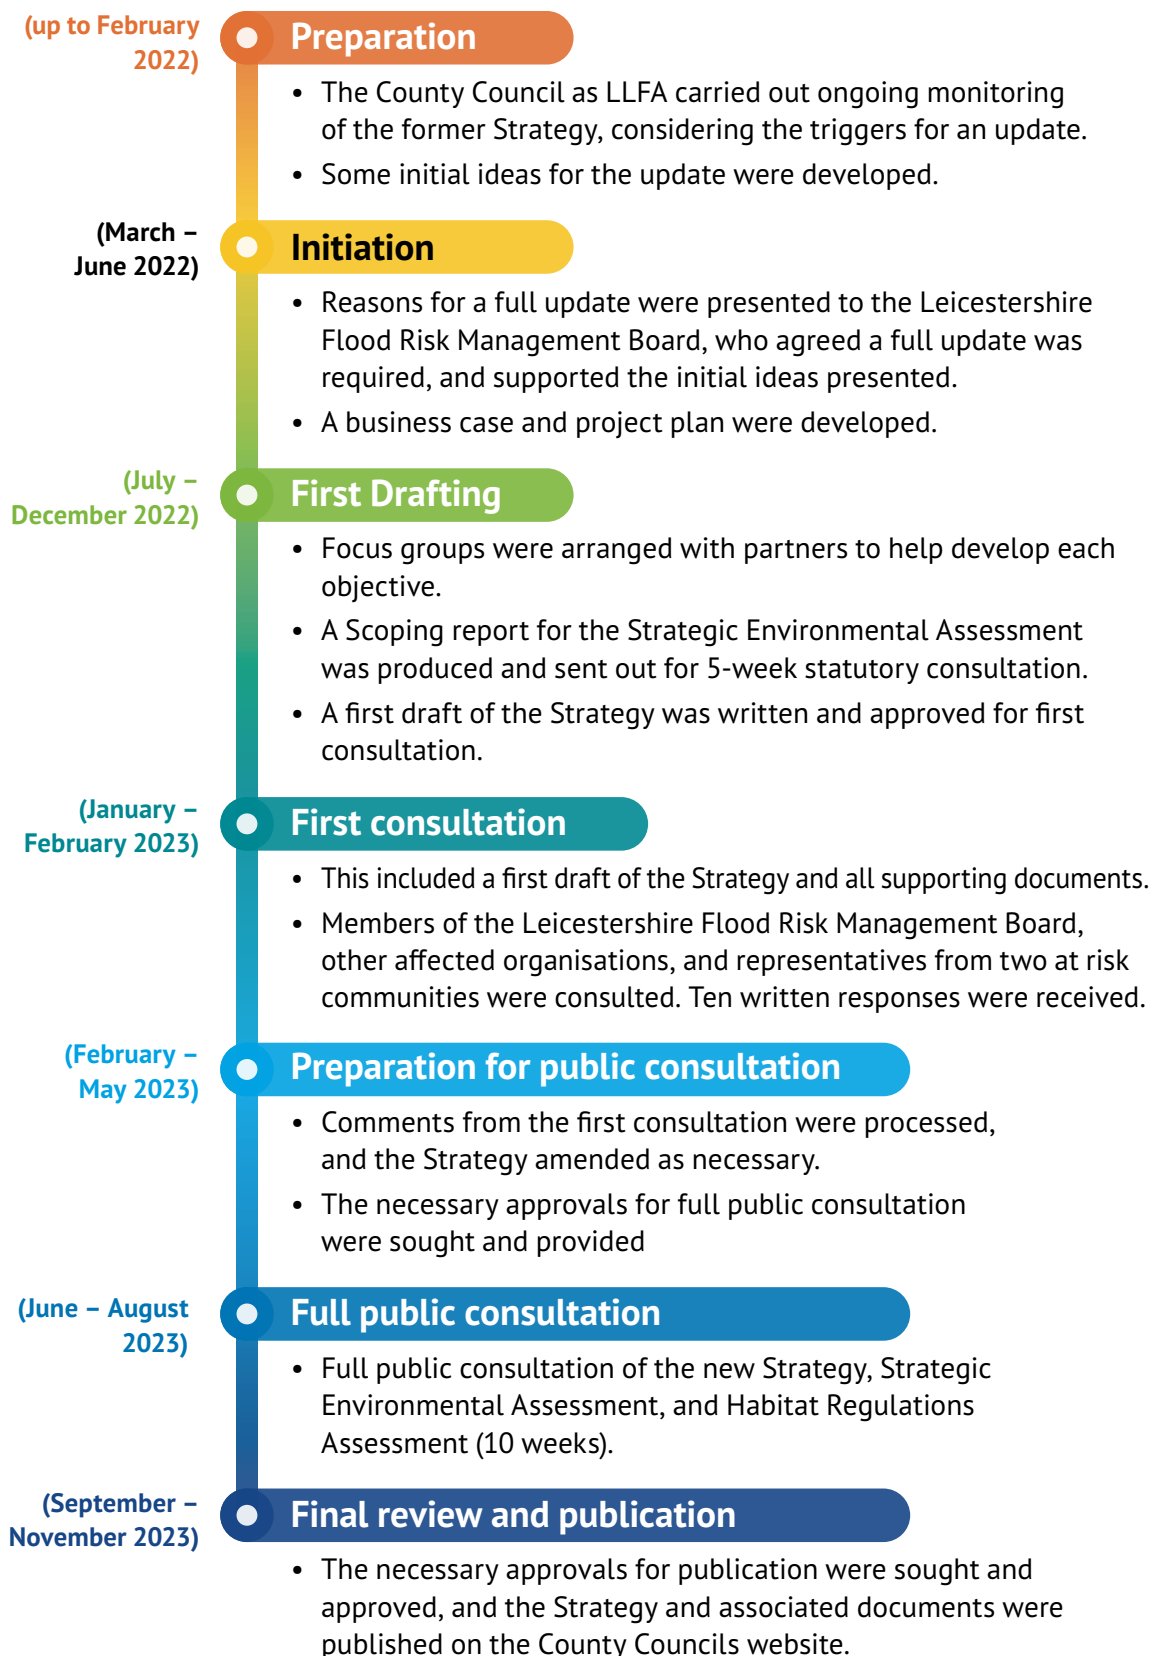 (up to February
2022)
Preparation
• The County Council as LLFA carried out ongoing monitoring
of the former Strategy, considering the triggers for an update.
• Some initial ideas for the update were developed.
(March –
June 2022)
Initiation
• Reasons for a full update were presented to the Leicestershire
Flood Risk Management Board, who agreed a full update was
required, and supported the initial ideas presented.
• A business case and project plan were developed.
(July –
December 2022)
First Drafting
• Focus groups were arranged with partners to help develop each
objective.
• A Scoping report for the Strategic Environmental Assessment
was produced and sent out for 5-week statutory consultation.
• A first draft of the Strategy was written and approved for first
consultation.
(January –
February 2023)
First consultation
• This included a first draft of the Strategy and all supporting documents.
• Members of the Leicestershire Flood Risk Management Board,
other affected organisations, and representatives from two at risk
communities were consulted. Ten written responses were received.
(February –
May 2023)
Preparation for public consultation
• Comments from the first consultation were processed,
and the Strategy amended as necessary.
• The necessary approvals for full public consultation
were sought and provided
(June – August
2023)
Full public consultation
• Full public consultation of the new Strategy, Strategic
Environmental Assessment, and Habitat Regulations
Assessment (10 weeks).
(September –
November 2023)
Final review and publication
• The necessary approvals for publication were sought and
approved, and the Strategy and associated documents were
published on the County Councils website.